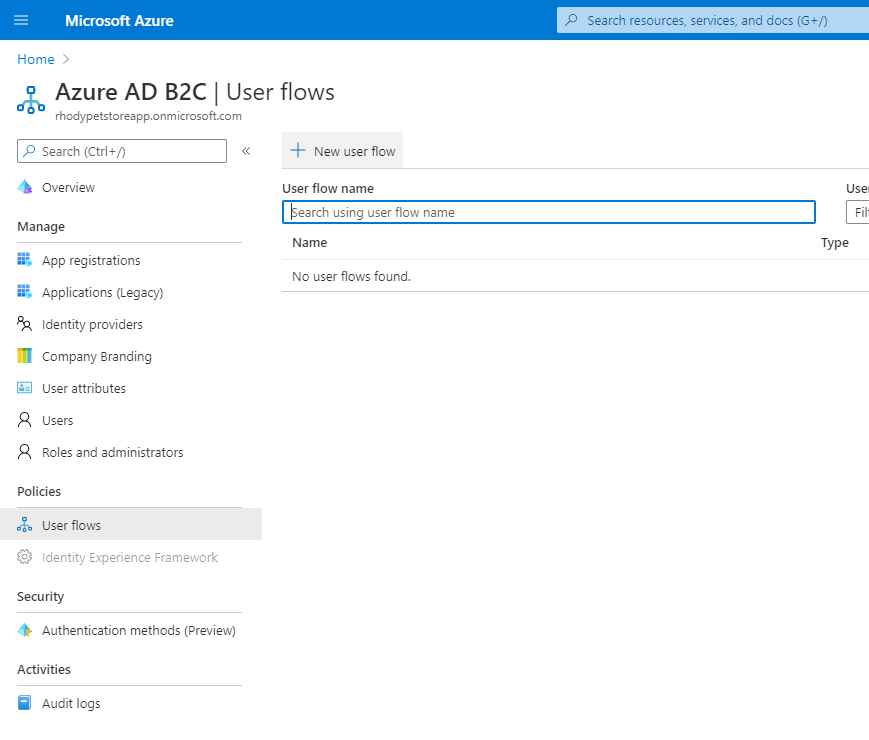 Microsoft Azure
Search resources, services, and docs (G+/)
Home
Azure AD B2C | User flows
rhodypetstoreapp.onmicrosoft.com
Search (Ctrl+/)
«
New user flow
Overview
User flow name
User
Search using user flow name
Filt
Manage
Name
Type
App registrations
No user flows found.
Applications (Legacy)
Identity providers
Company Branding
User attributes
Users
Roles and administrators
Policies
User flows
Identity Experience Framework
Security
Authentication methods (Preview)
Activities
Audit logs